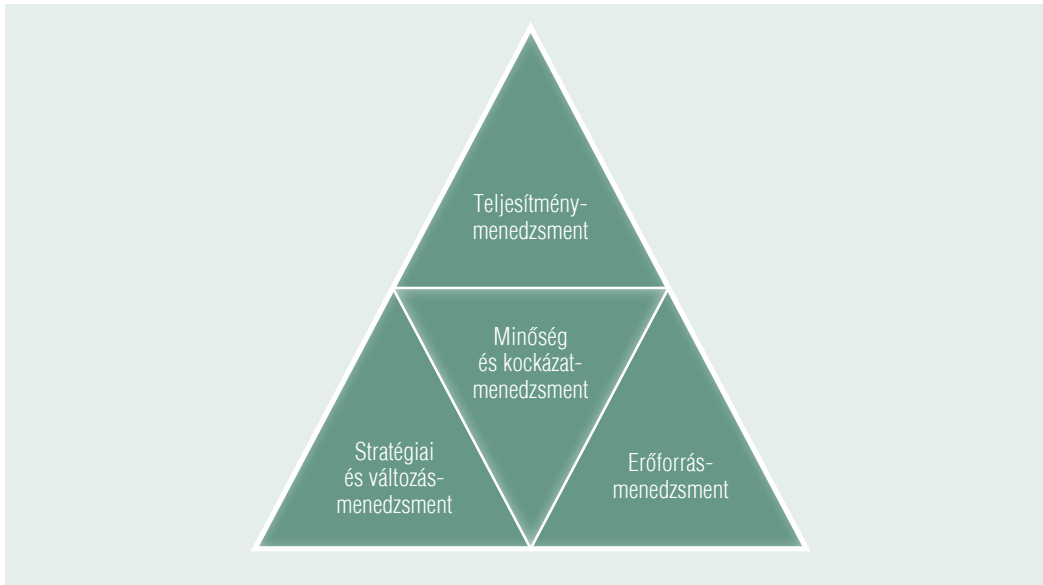 Teljesítmény-
menedzsment
Minőség
és kockázat-
menedzsment
Stratégiai
és változás-
menedzsment
Erőforrás-
menedzsment